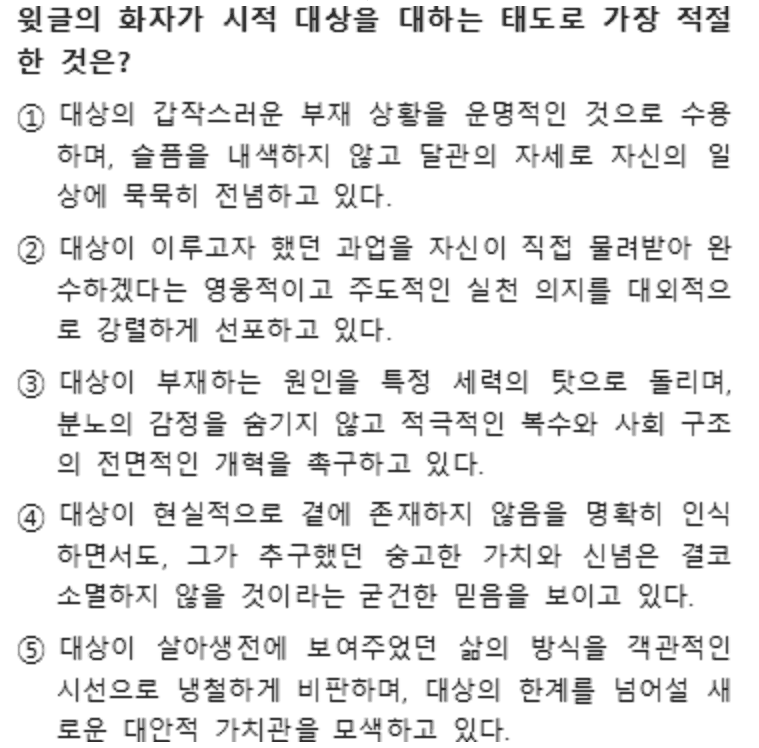 윗글의 화자가 시적 대상을 대하는 태도로 가장 적절
한 것은?
① 대상의 갑작스러운 부재 상황을 운명적인 것으로 수용
하며, 슬픔을 내색하지 않고 달관의 자세로 자신의 일
상에 묵묵히 전념하고 있다.
② 대상이 이루고자 했던 과업을 자신이 직접 물려받아 완
수하겠다는 영웅적이고 주도적인 실천 의지를 대외적으
로 강렬하게 선포하고 있다.
③ 대상이 부재하는 원인을 특정 세력의 탓으로 돌리며,
분노의 감정을 숨기지 않고 적극적인 복수와 사회 구조
의 전면적인 개혁을 촉구하고 있다.
④ 대상이 현실적으로 곁에 존재하지 않음을 명확히 인식
하면서도, 그가 추구했던 숭고한 가치와 신념은 결코
소멸하지 않을 것이라는 굳건한 믿음을 보이고 있다.
⑤ 대상이 살아생전에 보여주었던 삶의 방식을 객관적인
시선으로 냉철하게 비판하며, 대상의 한계를 넘어설 새
로운 대안적 가치관을 모색하고 있다.